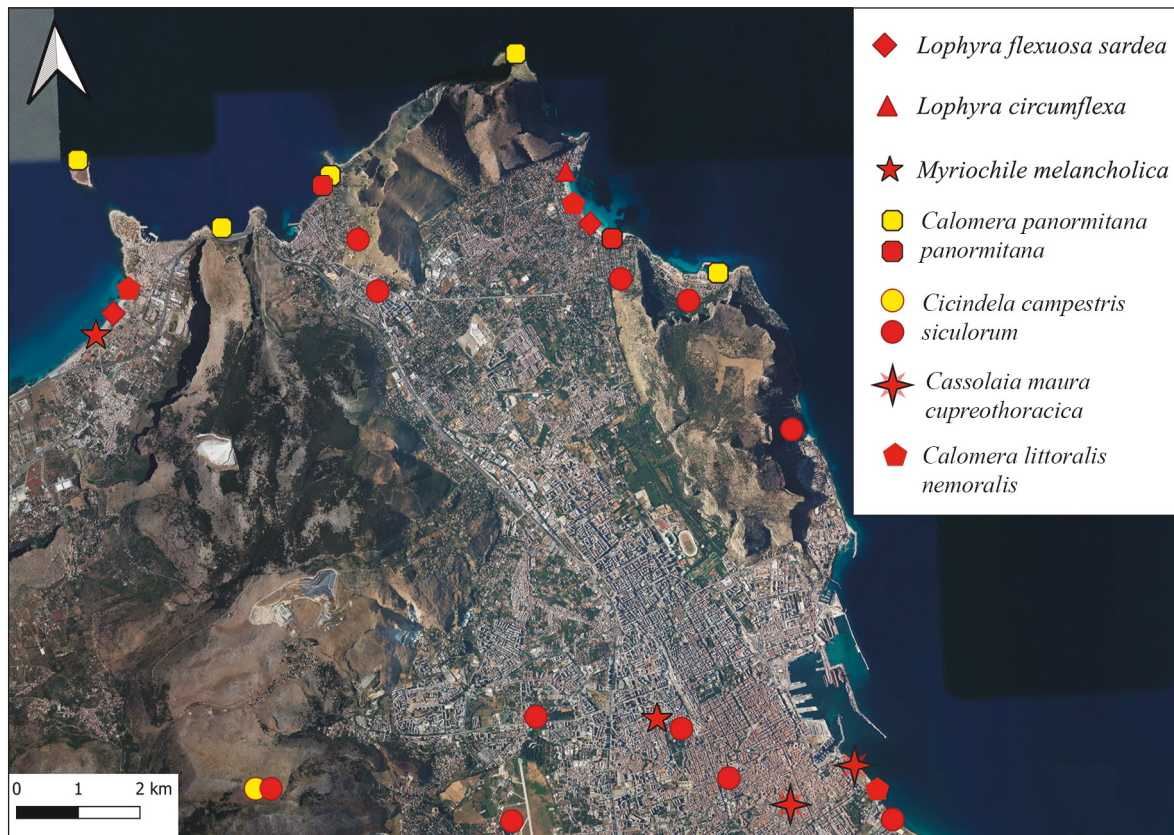 Lophyra flexuosa sardea
Lophyra circumflexa
Myriochile melancholica
Calomera panormitana
panormitana
Cicindela campestris
siculorum
Cassolaia maura
cupreothoracica
Calomera littoralis
nemoralis
0 1 2 km